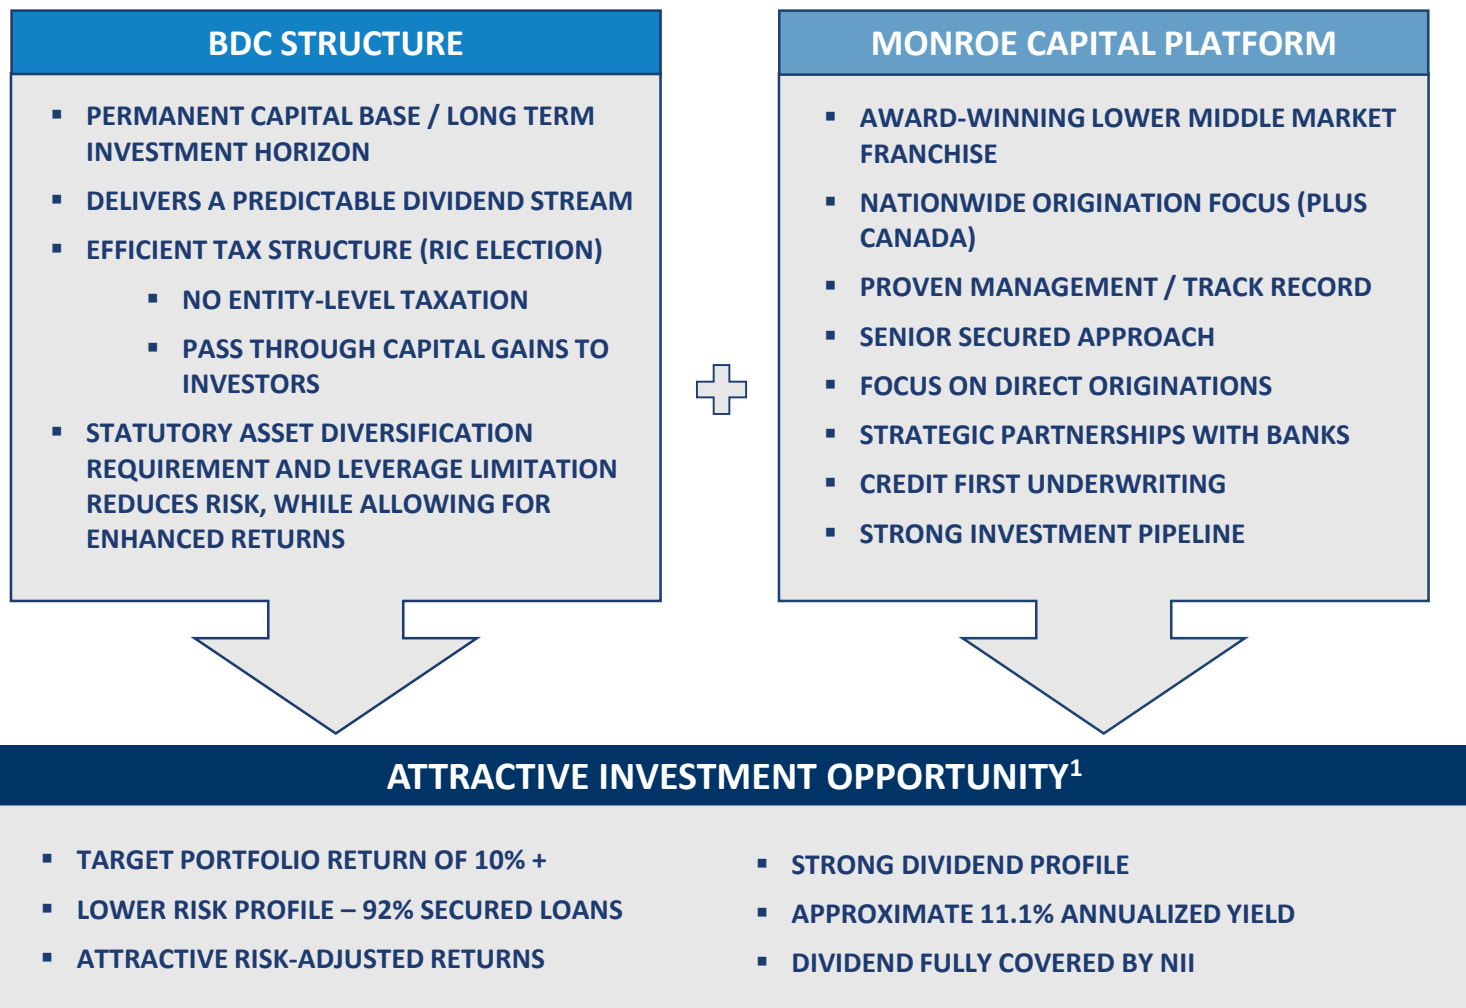 BDC STRUCTURE
▪ PERMANENT CAPITAL BASE / LONG TERM
INVESTMENT HORIZON
▪ DELIVERS A PREDICTABLE DIVIDEND STREAM
▪ EFFICIENT TAX STRUCTURE (RIC ELECTION)
▪ NO ENTITY-LEVEL TAXATION
▪ PASS THROUGH CAPITAL GAINS TO
INVESTORS
▪ STATUTORY ASSET DIVERSIFICATION
REQUIREMENT AND LEVERAGE LIMITATION
REDUCES RISK, WHILE ALLOWING FOR
ENHANCED RETURNS
MONROE CAPITAL PLATFORM
▪ AWARD-WINNING LOWER MIDDLE MARKET
FRANCHISE
▪ NATIONWIDE ORIGINATION FOCUS (PLUS
CANADA)
▪ PROVEN MANAGEMENT / TRACK RECORD
▪ SENIOR SECURED APPROACH
▪ FOCUS ON DIRECT ORIGINATIONS
▪ STRATEGIC PARTNERSHIPS WITH BANKS
▪ CREDIT FIRST UNDERWRITING
▪ STRONG INVESTMENT PIPELINE
ATTRACTIVE INVESTMENT OPPORTUNITY¹
▪ TARGET PORTFOLIO RETURN OF 10% +
▪ LOWER RISK PROFILE – 92% SECURED LOANS
▪ ATTRACTIVE RISK-ADJUSTED RETURNS
▪ STRONG DIVIDEND PROFILE
▪ APPROXIMATE 11.1% ANNUALIZED YIELD
▪ DIVIDEND FULLY COVERED BY NII